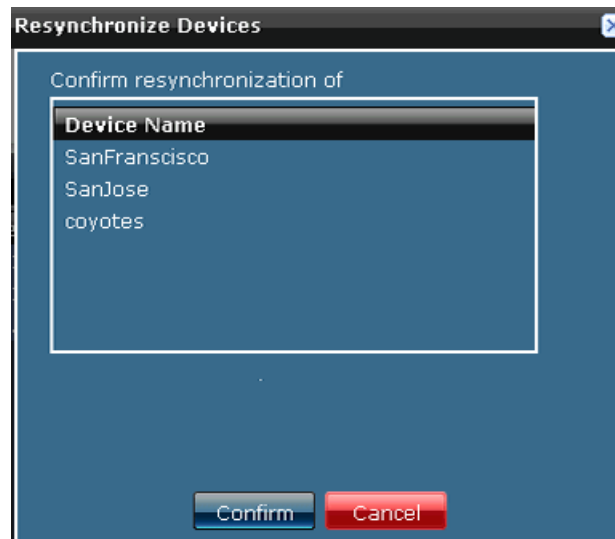 Resynchronize Devices
Confirm resynchronization of
Device Name
SanFranscisco
SanJose
coyotes
Confirm
Cancel